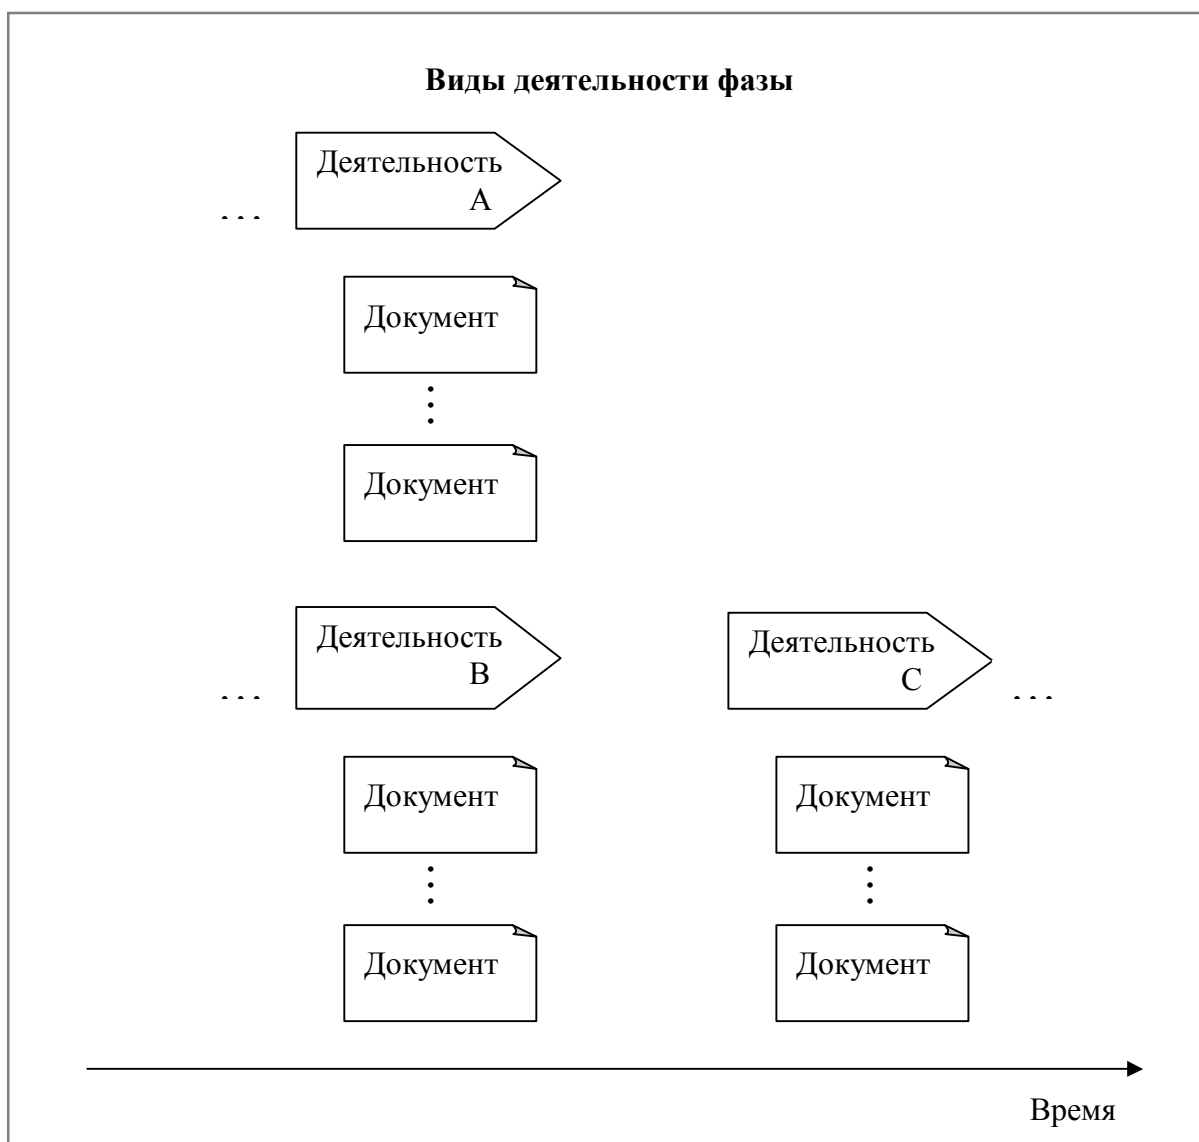 Виды деятельности фазы
Деятельность
A
. . .
Документ
Документ
Деятельность
B
. . .
Деятельность
C
. . .
Документ
Документ
Документ
Документ
Время